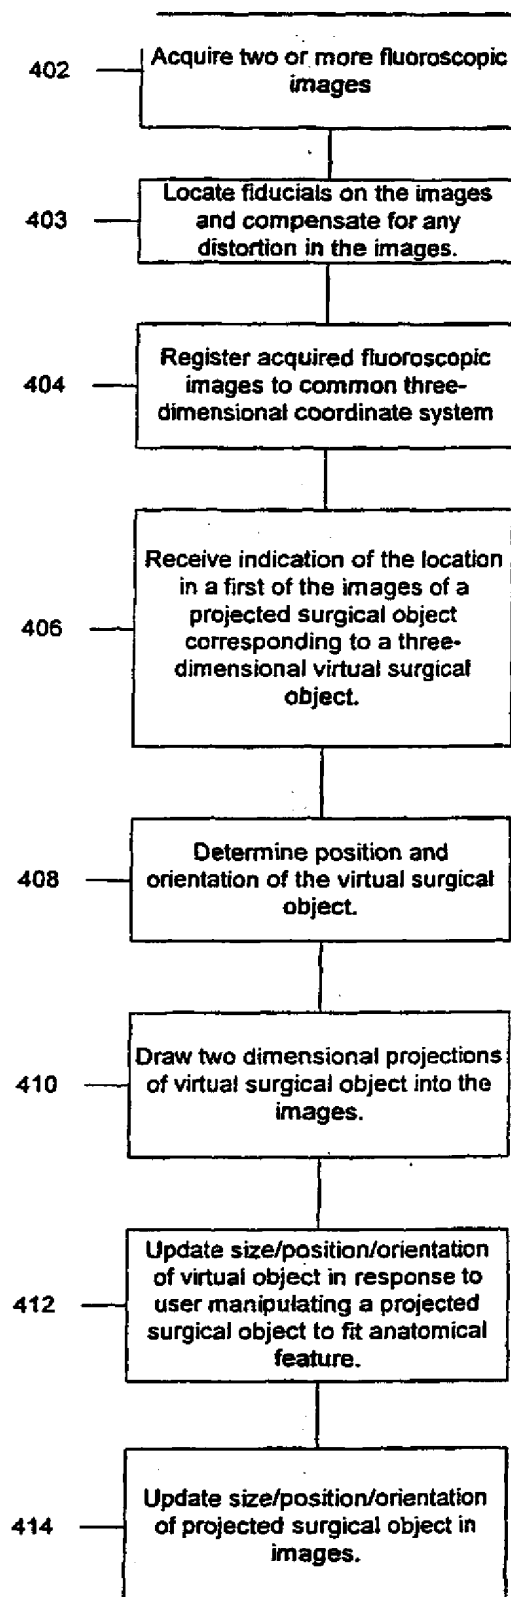 402
Acquire two or more fluoroscopic
images
403
Locate fiducials on the images
and compensate for any
distortion in the images.
404
Register acquired fluoroscopic
images to common three-
dimensional coordinate system
406
Receive indication of the location
in a first of the images of a
projected surgical object
corresponding to a three-
dimensional virtual surgical
object.
408
Determine position and
orientation of the virtual surgical
object.
410
Draw two dimensional projections
of virtual surgical object into the
images.
412
Update size/position/orientation
of virtual object in response to
user manipulating a projected
surgical object to fit anatomical
feature.
414
Update size/position/orientation
of projected surgical object in
images.